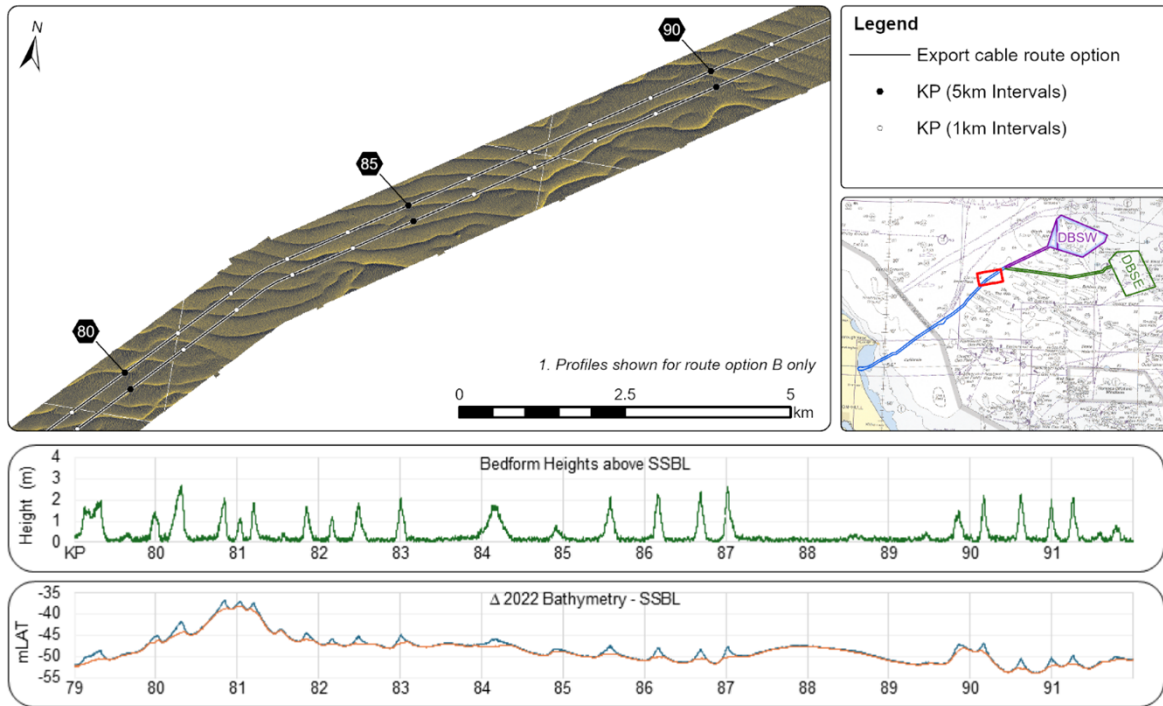 N
90
85
80
1. Profiles shown for route option B only
0 2.5 5
km
Legend
Export cable route option
KP (5km Intervals)
KP (1km Intervals)
DBSW
DBSE
Bedform Heights above SSBL
Height (m)
4
3
2
1
0
KP 80 81 82 83 84 85 86 87 88 89 90 91
Δ 2022 Bathymetry - SSBL
mLAT
-35
-40
-45
-50
-55
79 80 81 82 83 84 85 86 87 88 89 90 91